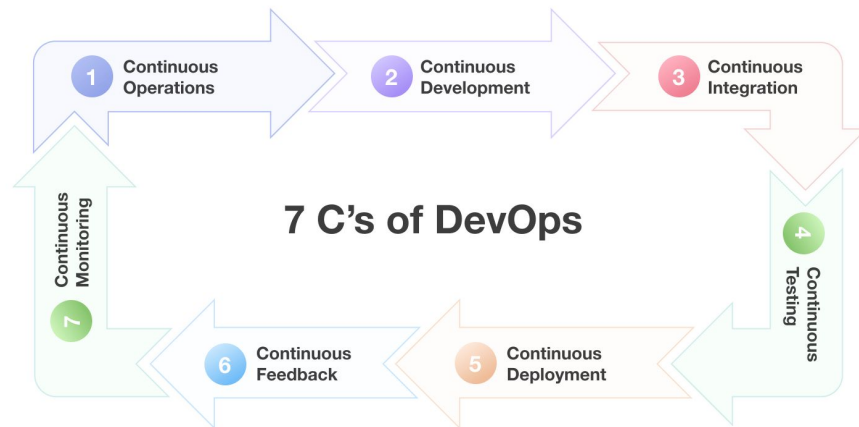 1
Continuous
Operations
2
Continuous
Development
3
Continuous
Integration
4
Continuous
Testing
7 C's of DevOps
5
Continuous
Deployment
6
Continuous
Feedback
7
Continuous
Monitoring